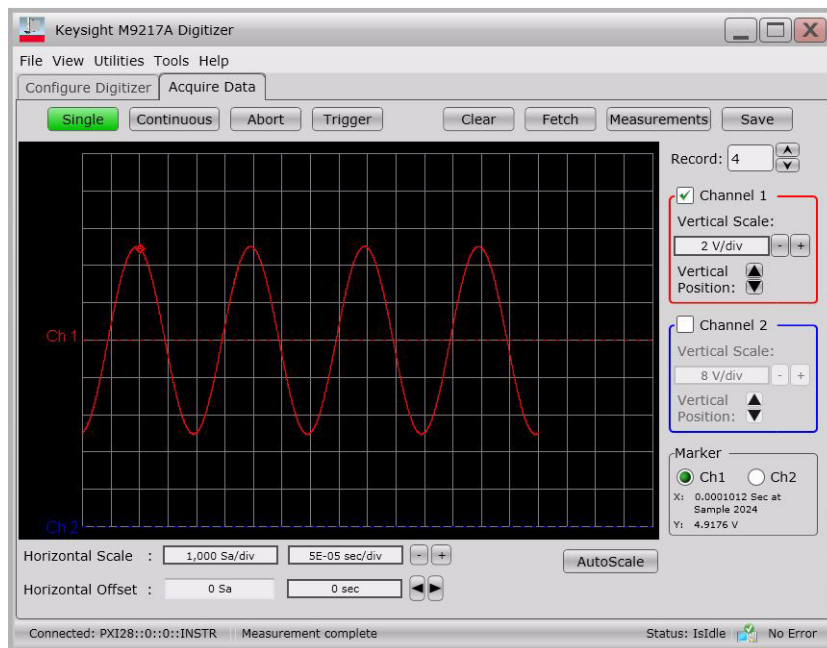 Keysight M9217A Digitizer
File View Utilities Tools Help
Configure Digitizer Acquire Data
Single Continuous Abort Trigger Clear Fetch Measurements Save
Record: 4
Channel 1
Vertical Scale:
2 V/div - +
Vertical
Position:
Ch 1
Channel 2
Vertical Scale:
8 V/div - +
Vertical
Position:
Marker
Ch1 Ch2
X: 0.0001012 Sec at
Sample 2024
Y: 4.9176 V
Ch 2
Horizontal Scale : 1,000 Sa/div 5E-05 sec/div - +
AutoScale
Horizontal Offset : 0 Sa 0 sec
Connected: PXI28::0::0::INSTR Measurement complete Status: IsIdle No Error